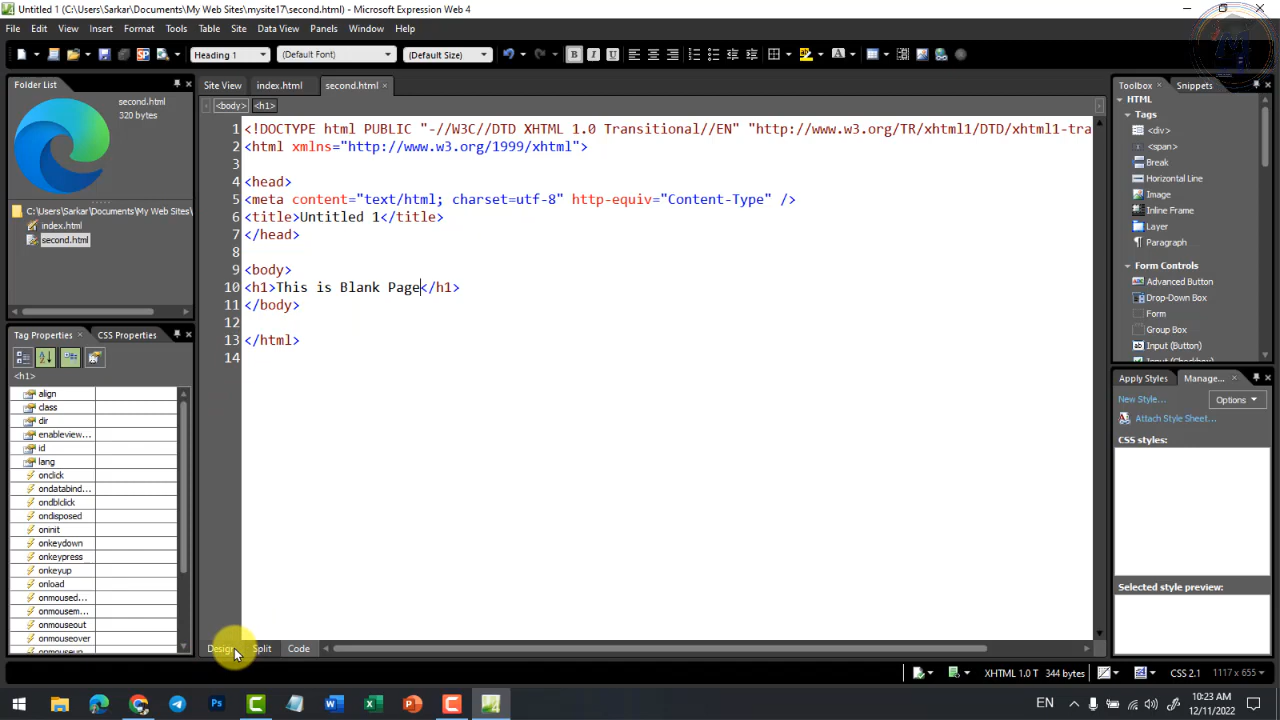 Untitled 1 (C:\Users\Sarkar\Documents\My Web Sites\mysite17\second.html) - Microsoft Expression Web 4
File Edit View Insert Format Tools Table Site Data View Panels Window Help
Heading 1 (Default Font) (Default Size) B I U A
Folder List
second.html
320 bytes
C:\Users\Sarkar\Documents\My Web Sites\
index.html
second.html
Tag Properties CSS Properties
<h1>
align
class
dir
enableview...
id
lang
onclick
ondatabind...
ondblclick
ondisposed
oninit
onkeydown
onkeypress
onkeyup
onload
onmoused...
onmousem...
onmouseout
onmouseover
onmouseup
Site View index.html second.html
<body> <h1>
1 <!DOCTYPE html PUBLIC "-//W3C//DTD XHTML 1.0 Transitional//EN" "http://www.w3.org/TR/xhtml1/DTD/xhtml1-tra
2 <html xmlns="http://www.w3.org/1999/xhtml">
3
4 <head>
5 <meta content="text/html; charset=utf-8" http-equiv="Content-Type" />
6 <title>Untitled 1</title>
7 </head>
8
9 <body>
10 <h1>This is Blank Page</h1>
11 </body>
12
13 </html>
14
Design Split Code
Toolbox Snippets
HTML
Tags
<div>
<span>
Break
Horizontal Line
Image
Inline Frame
Layer
Paragraph
Form Controls
Advanced Button
Drop-Down Box
Form
Group Box
Input (Button)
Input (Checkbox)
Apply Styles Manage...
New Style... Options
Attach Style Sheet...
CSS styles:
Selected style preview:
XHTML 1.0 T 344 bytes CSS 2.1 1117 x 655
EN
10:23 AM
12/11/2022